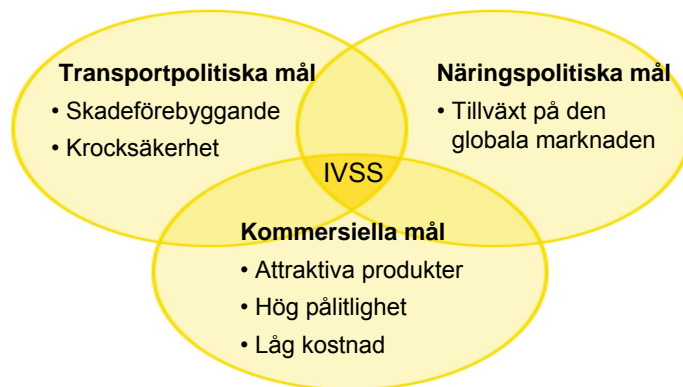 Transportpolitiska mål
• Skadeförebyggande
• Krocksäkerhet
Näringspolitiska mål
• Tillväxt på den
globala marknaden
IVSS
Kommersiella mål
• Attraktiva produkter
• Hög pålitlighet
• Låg kostnad